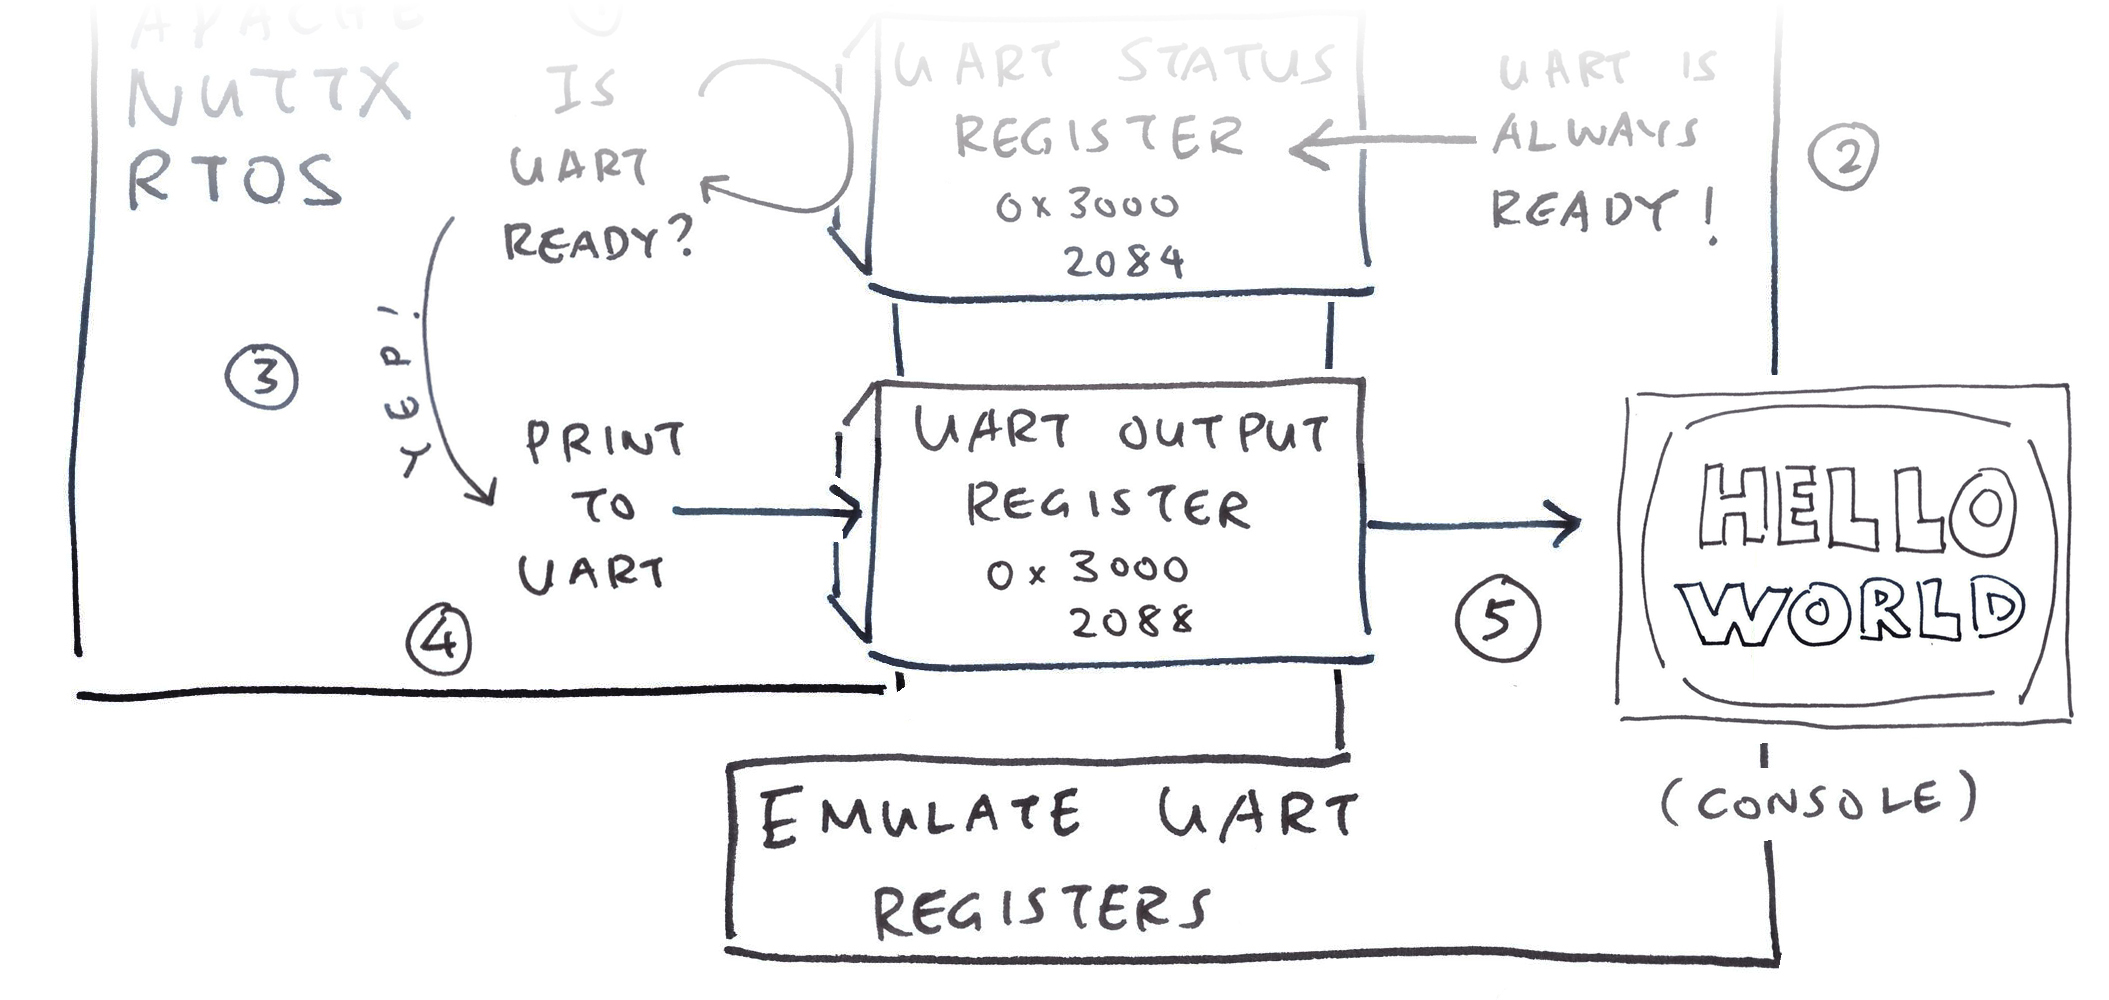 APACHE
NUTTX
RTOS
IS
UART
READY?
UART STATUS
REGISTER
0x3000
2084
UART IS
ALWAYS
READY!
2
3
YEP!
PRINT
TO
UART
4
UART OUTPUT
REGISTER
0x3000
2088
5
HELLO
WORLD
(CONSOLE)
EMULATE UART
REGISTERS